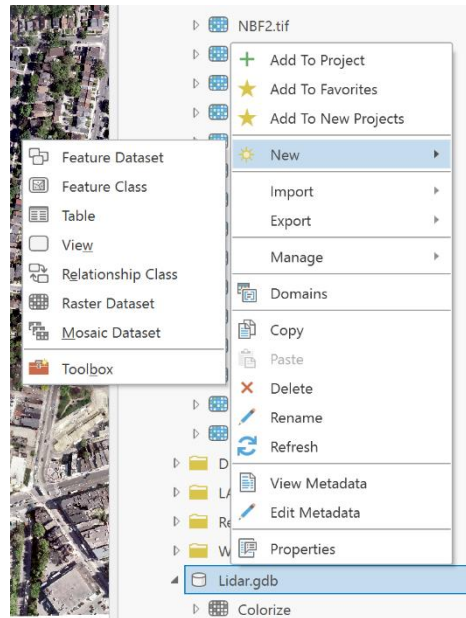 NBF2.tif
Add To Project
Add To Favorites
Add To New Projects
New
Import
Export
Manage
Domains
Copy
Paste
Delete
Rename
Refresh
View Metadata
Edit Metadata
Properties
Feature Dataset
Feature Class
Table
View
Relationship Class
Raster Dataset
Mosaic Dataset
Toolbox
D
LA
Re
W
Lidar.gdb
Colorize